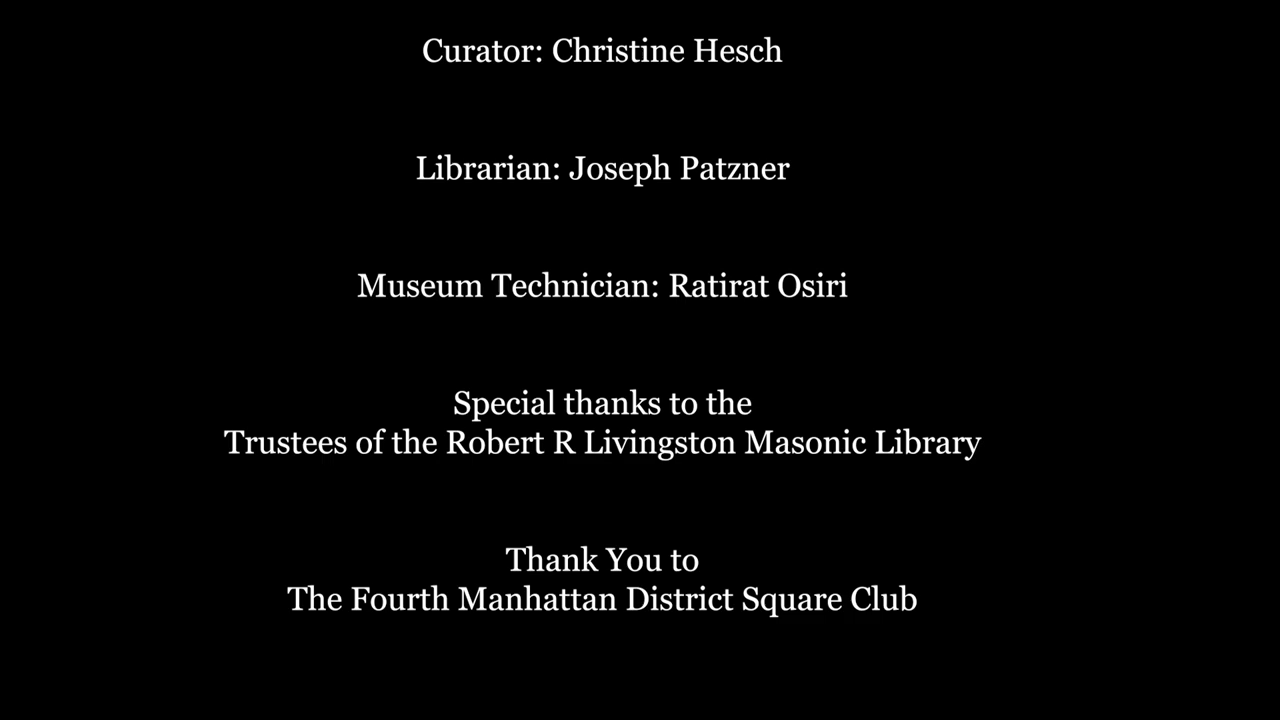 Curator: Christine Hesch
Librarian: Joseph Patzner
Museum Technician: Ratirat Osiri
Special thanks to the
Trustees of the Robert R Livingston Masonic Library
Thank You to
The Fourth Manhattan District Square Club